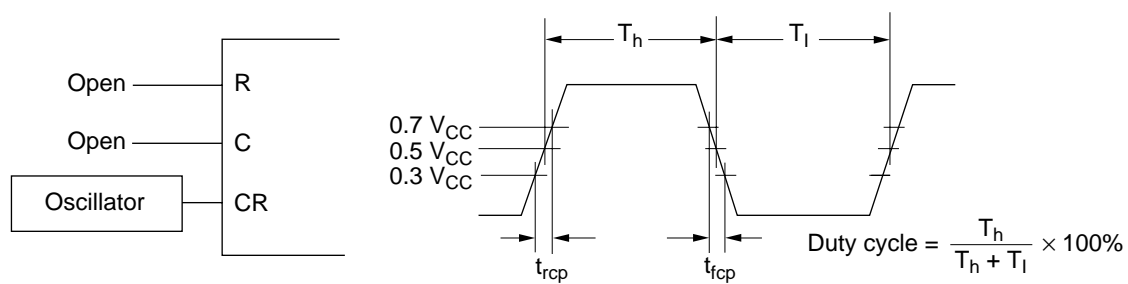 Open
R
Open
C
Oscillator
CR
T_h
T_l
0.7 V_CC
0.5 V_CC
0.3 V_CC
t_rcp
t_fcp
Duty cycle = T_h / (T_h + T_l) × 100%